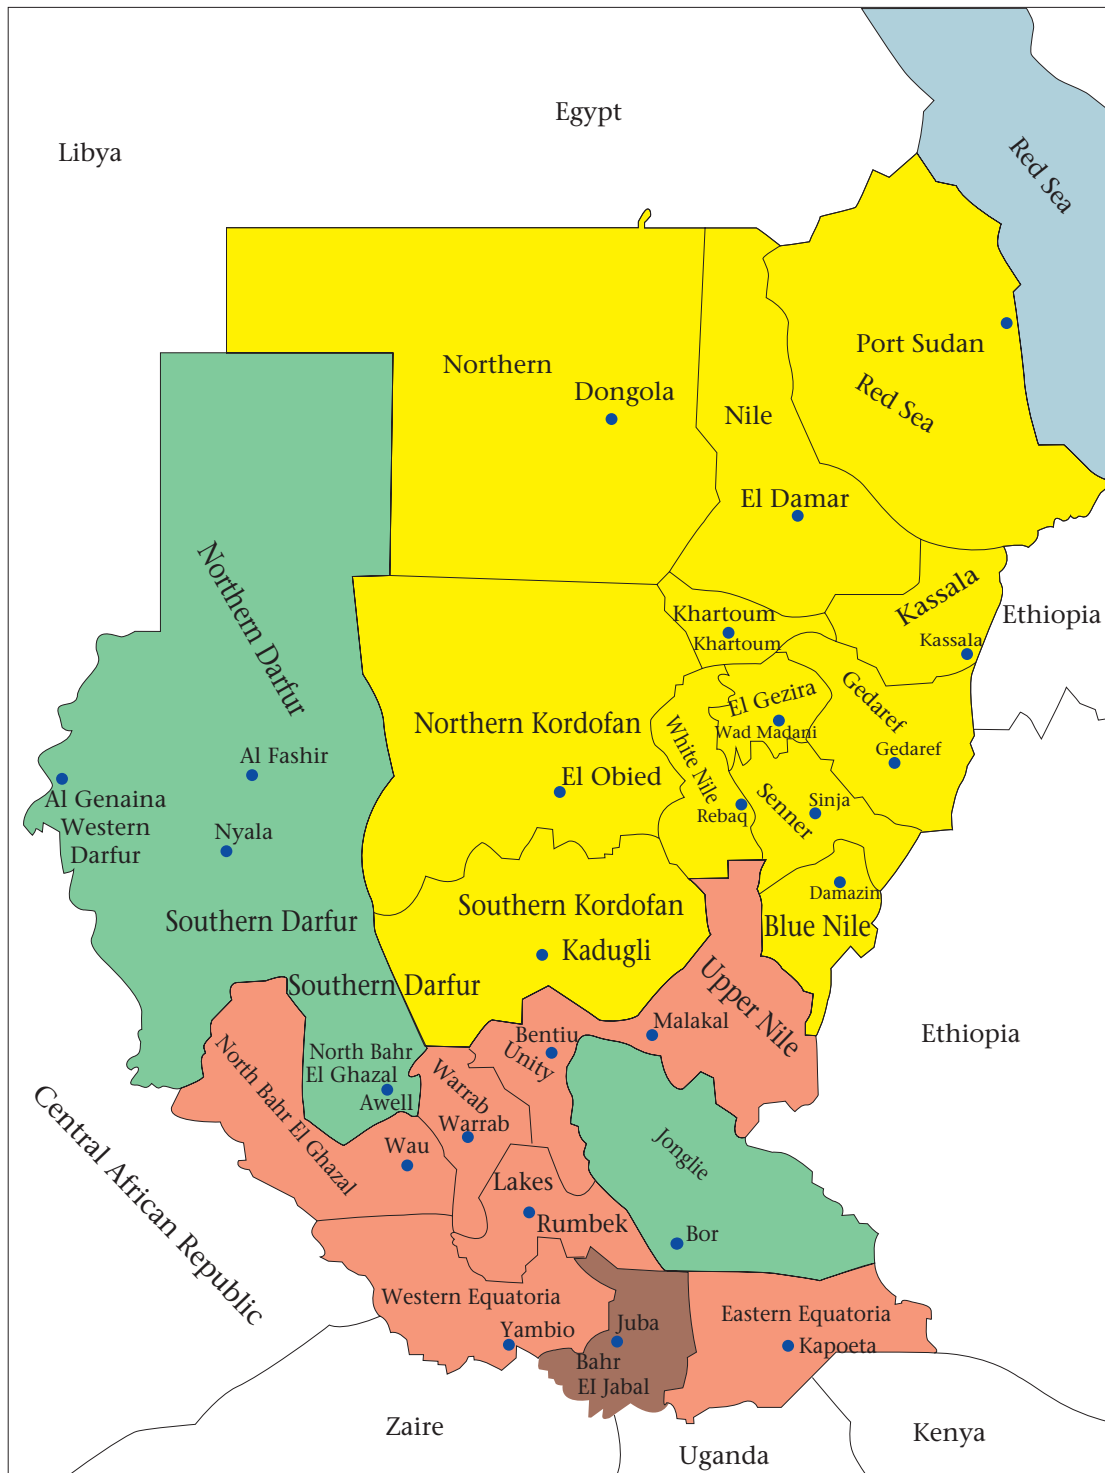 Egypt
Libya
Red Sea
Port Sudan
Red Sea
Northern
Dongola
Nile
El Damar
Northern Darfur
Kassala
Kassala
Ethiopia
Khartoum
Khartoum
Gedaref
Gedaref
El Gezira
Wad Madani
Northern Kordofan
White Nile
El Obied
Rebaq
Senner
Sinja
Al Fashir
Al Genaina
Western
Darfur
Nyala
Damazin
Blue Nile
Southern Kordofan
Kadugli
Southern Darfur
Southern Darfur
Upper Nile
Malakal
Bentiu
Unity
Ethiopia
North Bahr
El Ghazal
Awell
North Bahr El Ghazal
Warrab
Warrab
Wau
Jonglie
Central African Republic
Lakes
Rumbek
Bor
Western Equatoria
Yambio
Juba
Bahr
EI Jabal
Eastern Equatoria
Kapoeta
Zaire
Uganda
Kenya